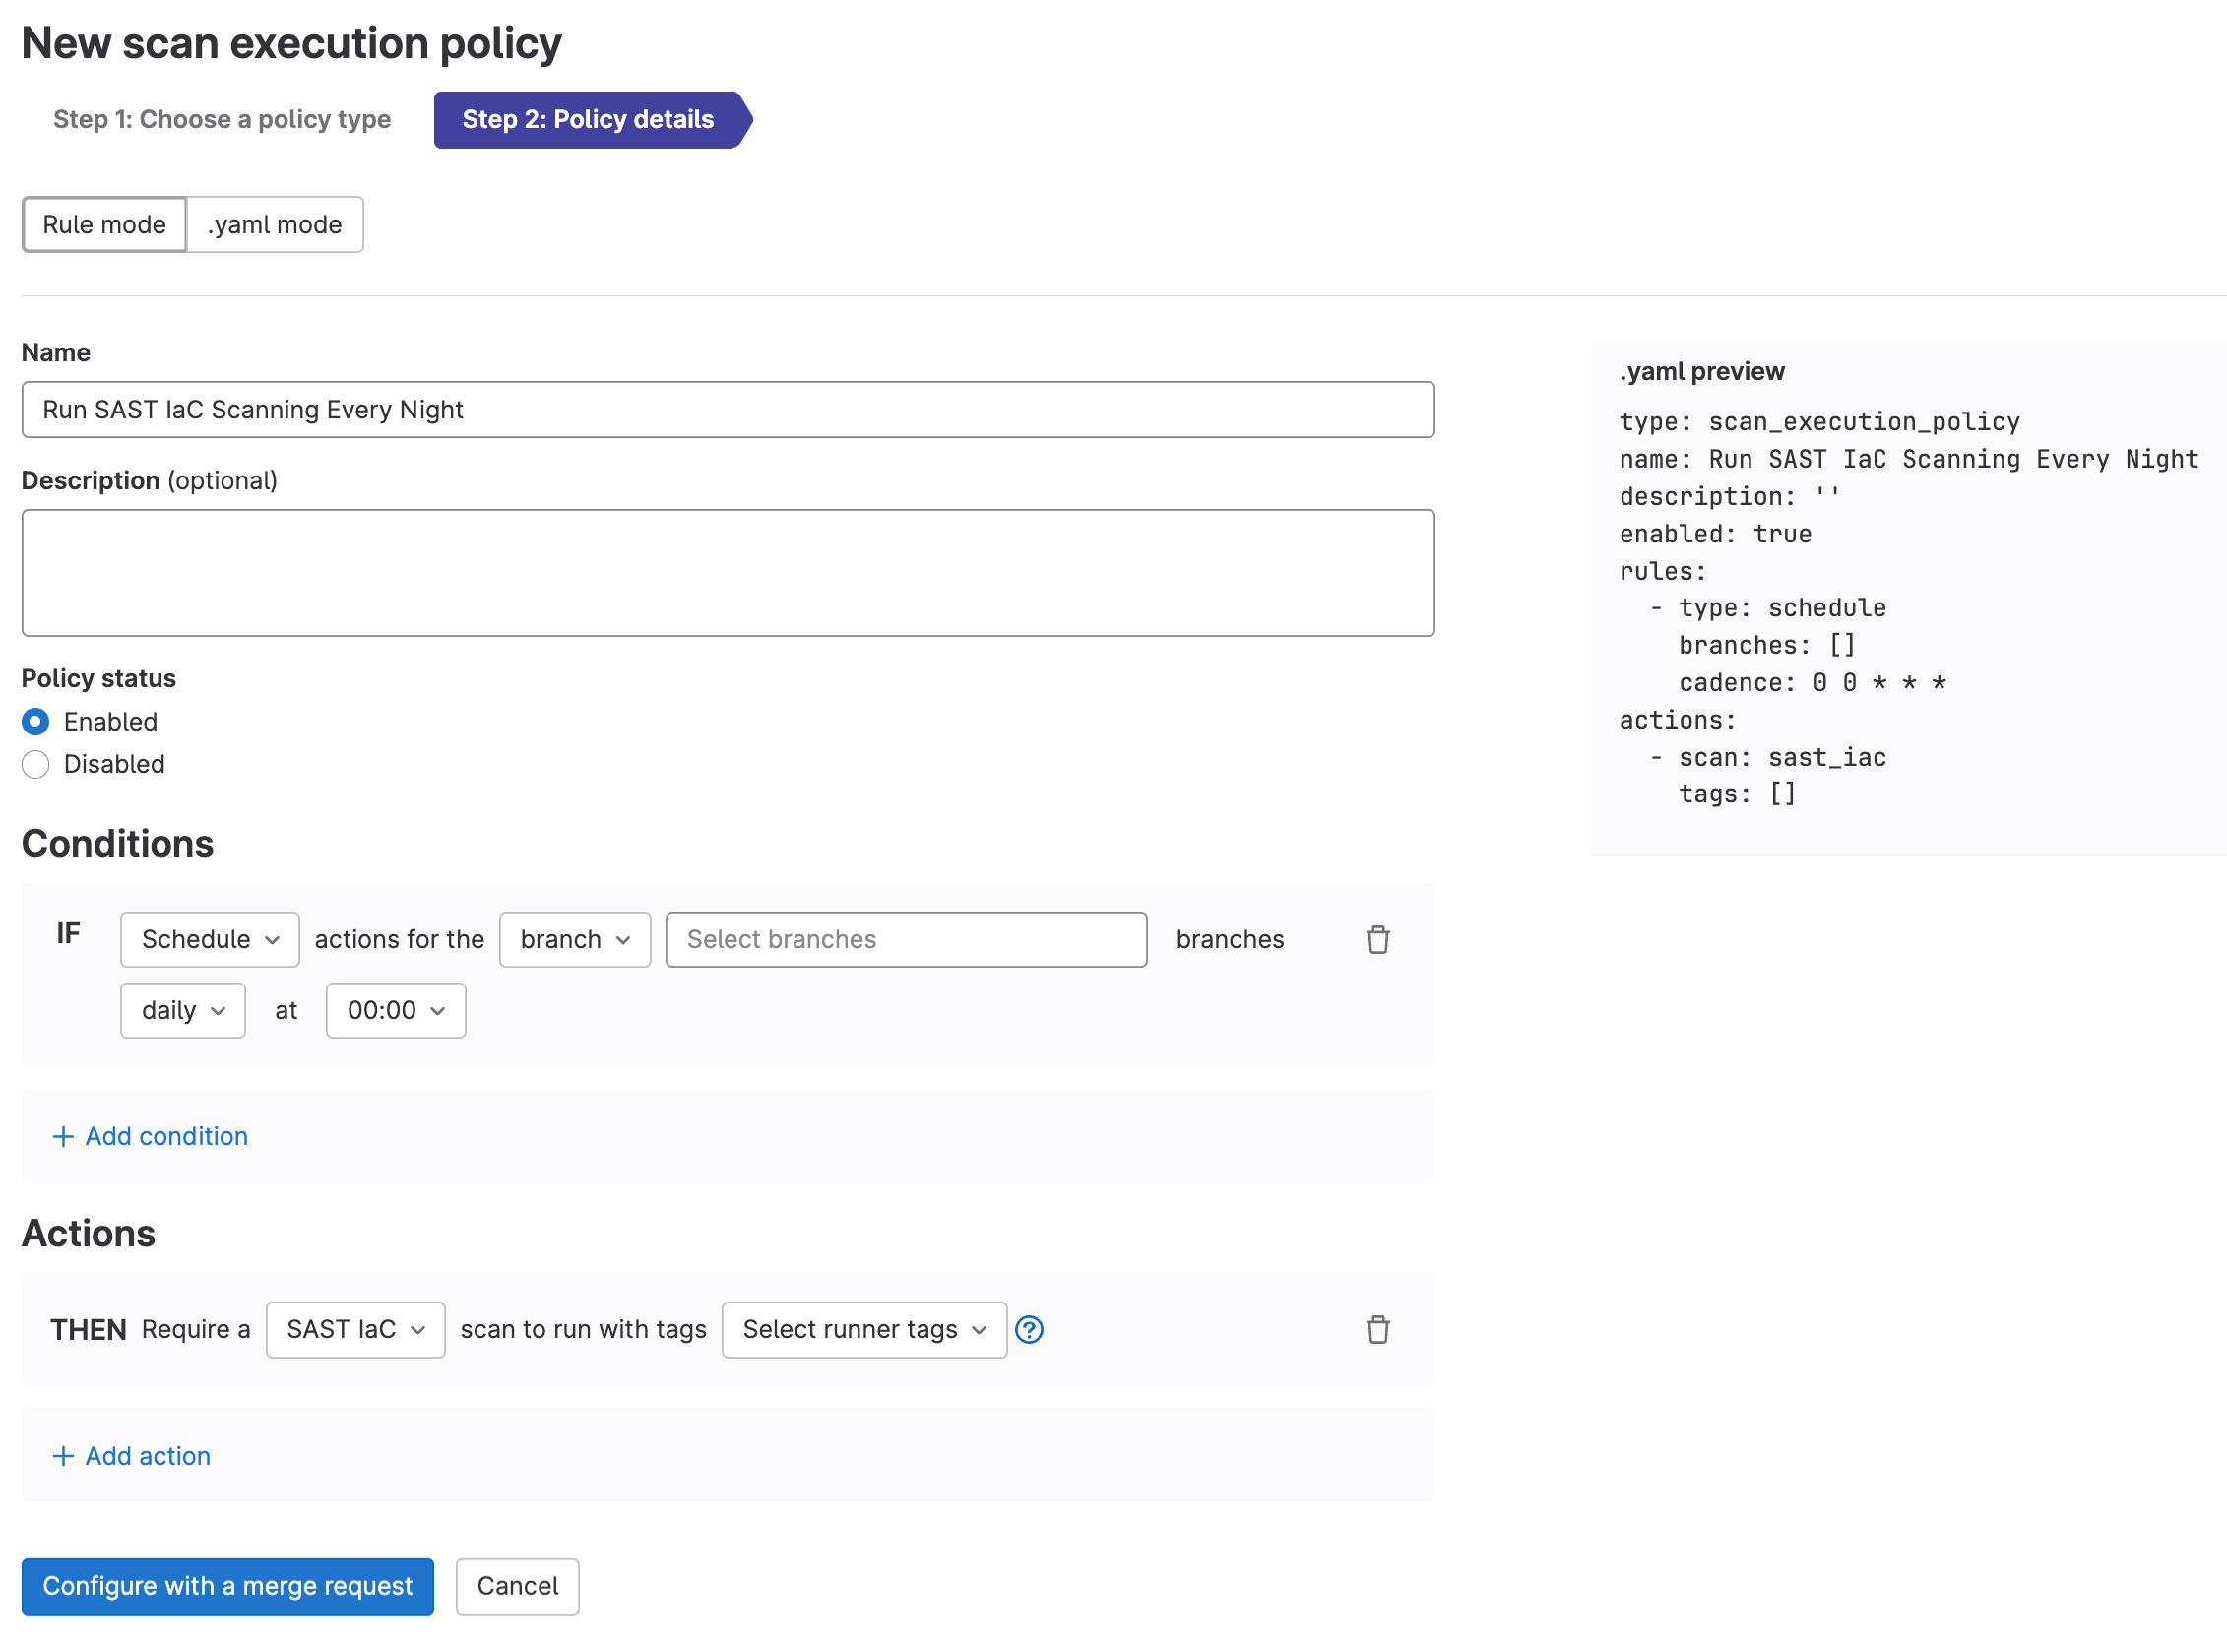 New scan execution policy
Step 1: Choose a policy type
Step 2: Policy details
Rule mode
.yaml mode
Name
Run SAST IaC Scanning Every Night
Description (optional)
Policy status
Enabled
Disabled
Conditions
IF Schedule actions for the branch Select branches branches
daily at 00:00
+ Add condition
Actions
THEN Require a SAST IaC scan to run with tags Select runner tags ?
+ Add action
Configure with a merge request
Cancel
.yaml preview
type: scan_execution_policy
name: Run SAST IaC Scanning Every Night
description: ''
enabled: true
rules:
  - type: schedule
    branches: []
    cadence: 0 0 * * *
actions:
  - scan: sast_iac
    tags: []